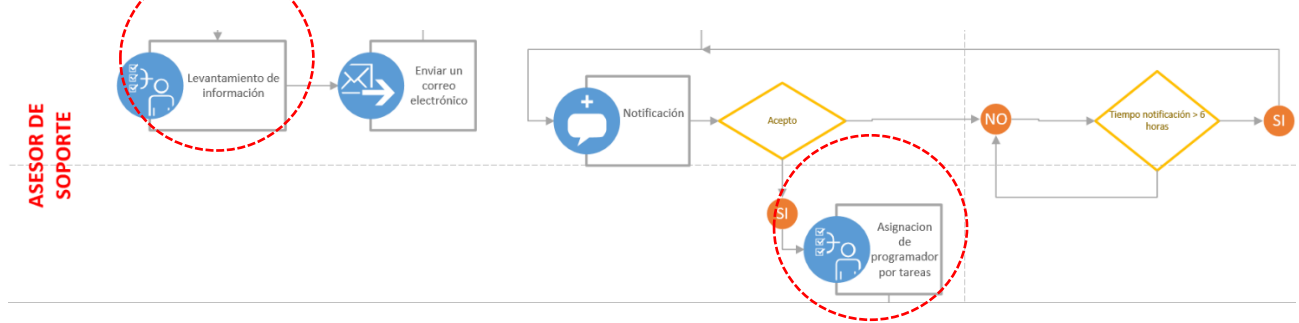 ASESOR DE
SOPORTE
Levantamiento de
información
Enviar un
correo
electrónico
Notificación
Acepto
NO
Tiempo notificación > 6
horas
SI
SI
Asignacion
de
programador
por tareas